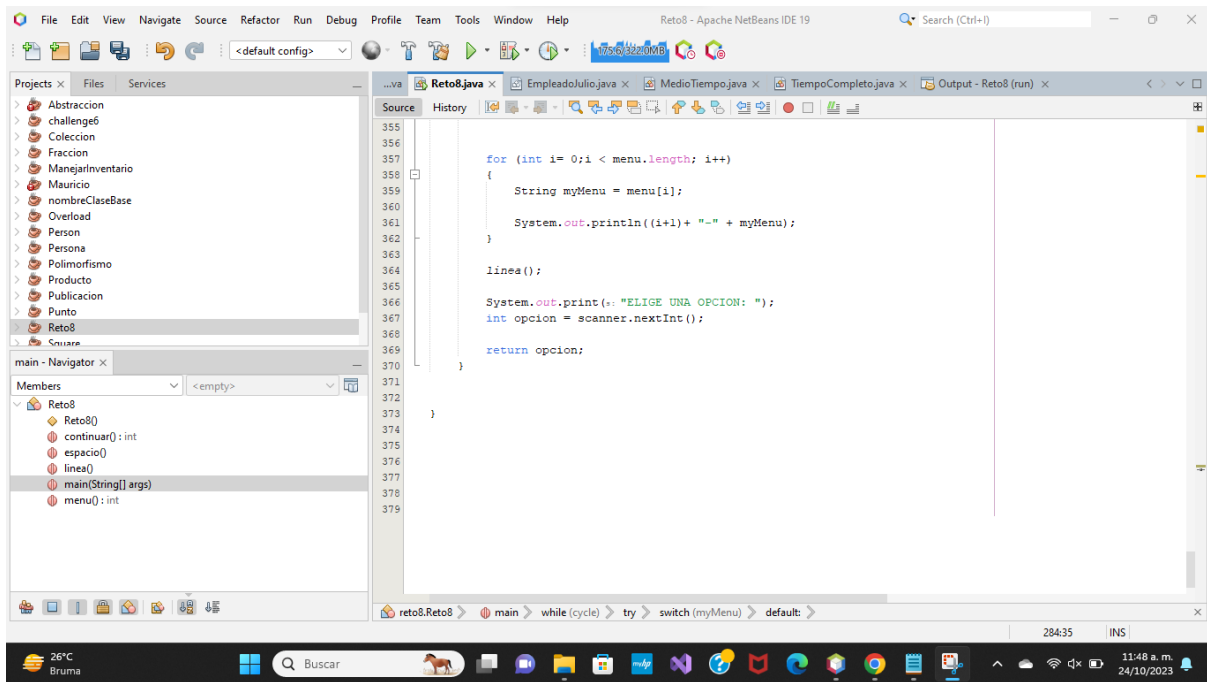 File Edit View Navigate Source Refactor Run Debug Profile Team Tools Window Help Reto8 - Apache NetBeans IDE 19 Search (Ctrl+I)
<default config> 175.6/322.0MB
Projects Files Services
Abstraccion
challenge6
Coleccion
Fraccion
ManejarInventario
Mauricio
nombreClaseBase
Overload
Person
Persona
Polimorfismo
Producto
Publicacion
Punto
Reto8
Square
main - Navigator
Members <empty>
Reto8
Reto8()
continuar() : int
espacio()
linea()
main(String[] args)
menu() : int
...va Reto8.java EmpleadoJulio.java MedioTiempo.java TiempoCompleto.java Output - Reto8 (run)
Source History
355
356
357 for (int i= 0;i < menu.length; i++)
358 {
359 String myMenu = menu[i];
360
361 System.out.println((i+1)+ "-" + myMenu);
362 }
363
364 linea();
365
366 System.out.print(s: "ELIGE UNA OPCION: ");
367 int opcion = scanner.nextInt();
368
369 return opcion;
370 }
371
372
373 }
374
375
376
377
378
379
reto8.Reto8 main while (cycle) try switch (myMenu) default:
284:35 INS
26°C
Bruma
Buscar
mhp
11:48 a. m.
24/10/2023